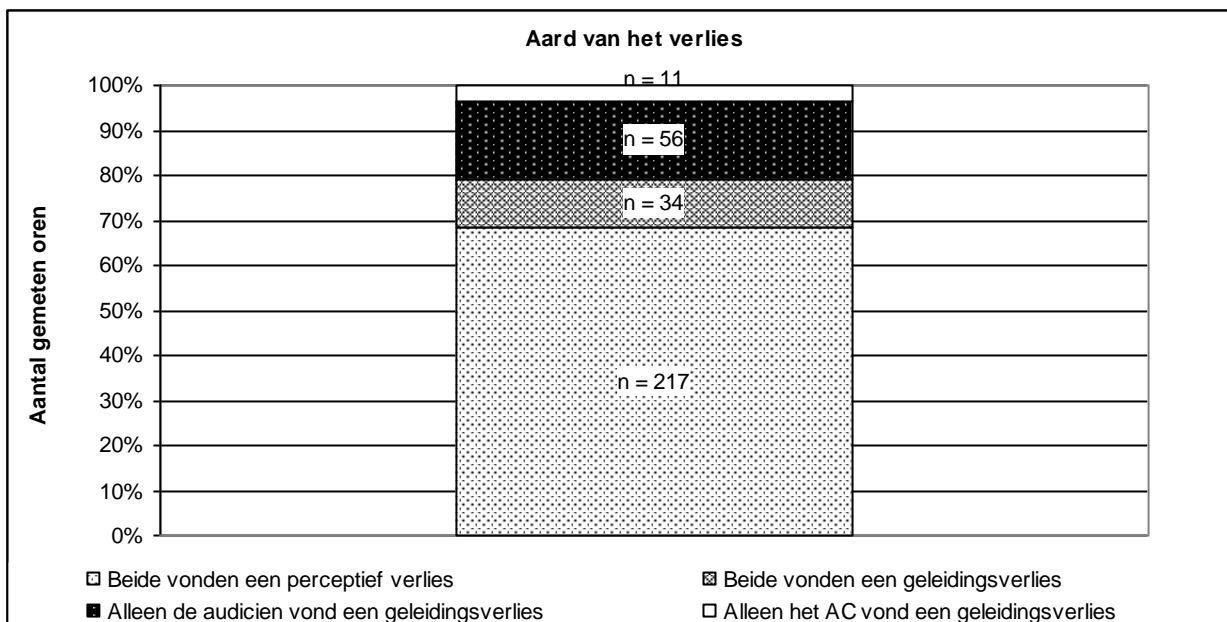 Aard van het verlies
n = 11
100%
90%
n = 56
80%
n = 34
70%
60%
50%
40%
n = 217
30%
20%
10%
0%
Aantal gemeten oren
Beide vonden een perceptief verlies
Beide vonden een geleidingsverlies
Alleen de audicien vond een geleidingsverlies
Alleen het AC vond een geleidingsverlies